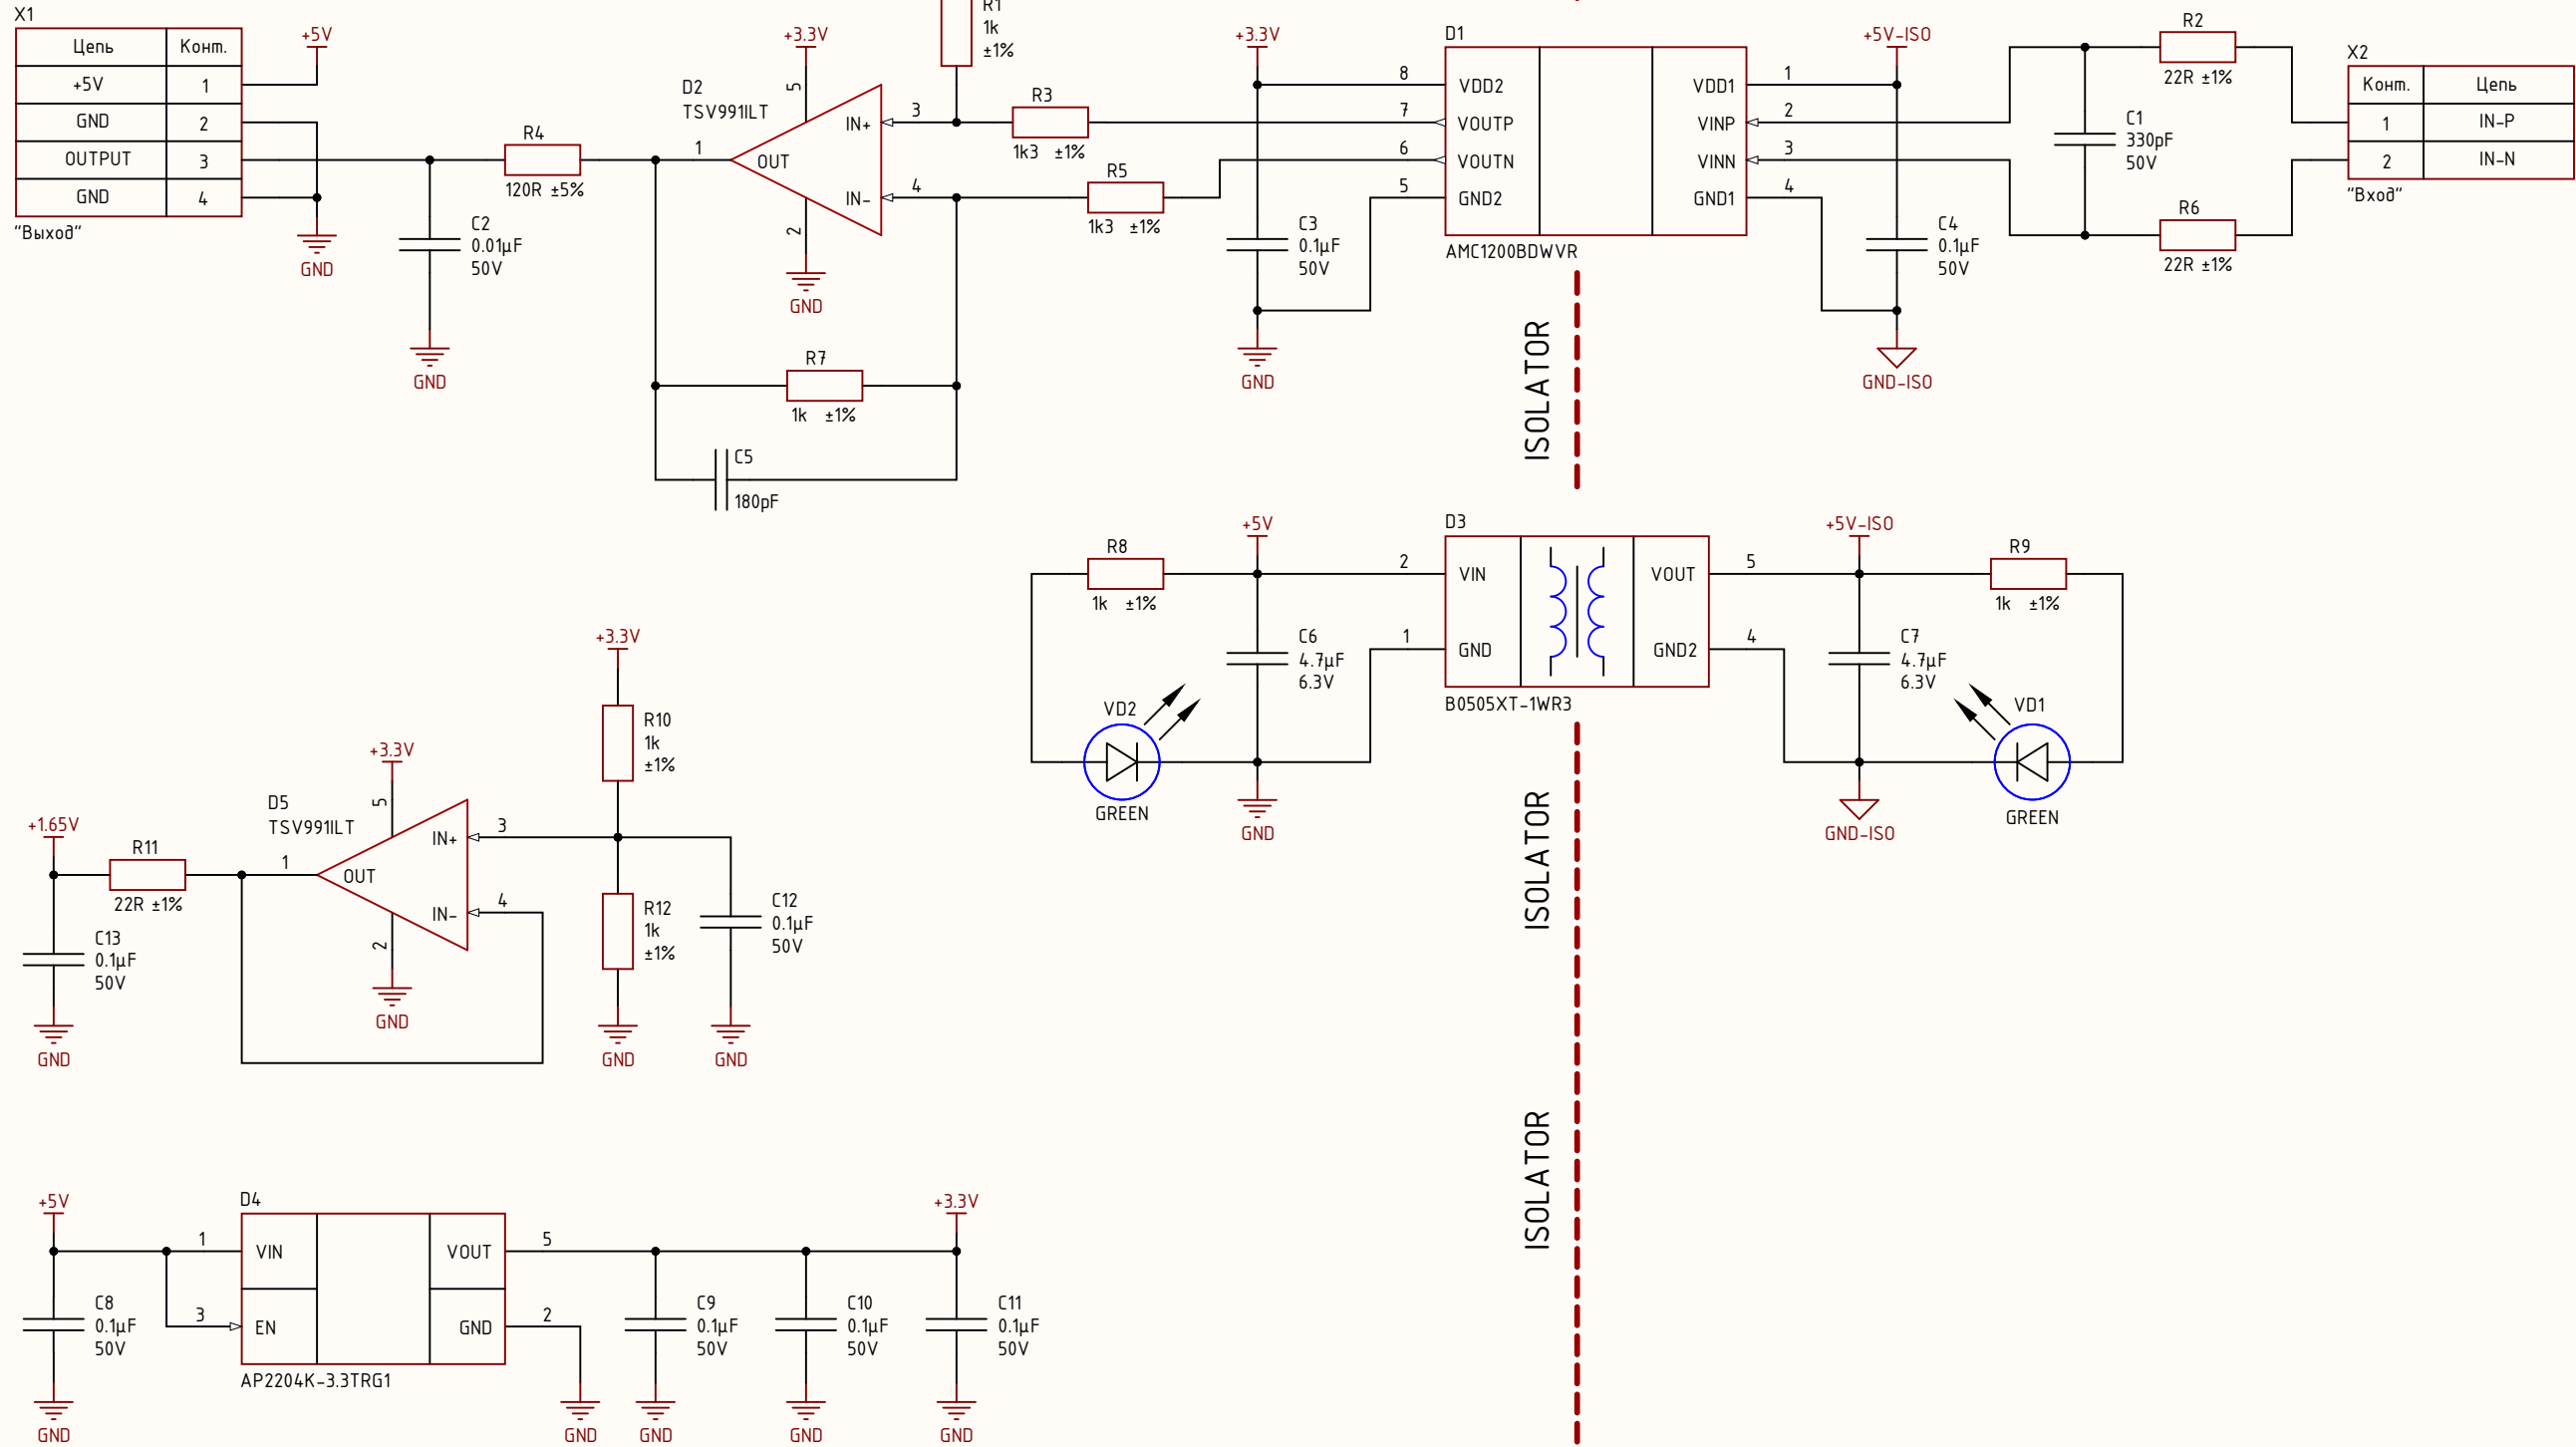 X1
Цепь Конт.
+5V 1
GND 2
OUTPUT 3
GND 4
“Выход“
+5V
GND
R4
120R ±5%
C2
0.01µF
50V
GND
D2
TSV991ILT
+3.3V
5
IN+ 3
1 OUT
IN- 4
2
GND
R1
1k
±1%
R3
1k3 ±1%
R5
1k3 ±1%
R7
1k ±1%
C5
180pF
+3.3V
C3
0.1µF
50V
GND
D1
8 VDD2 VDD1 1
7 VOUTP VINP 2
6 VOUTN VINN 3
5 GND2 GND1 4
AMC1200BDWVR
ISOLATOR
+5V-ISO
C4
0.1µF
50V
GND-ISO
C1
330pF
50V
R2
22R ±1%
R6
22R ±1%
X2
Конт. Цепь
1 IN-P
2 IN-N
“Вход“
R8
1k ±1%
VD2
GREEN
+5V
C6
4.7µF
6.3V
GND
D3
2 VIN VOUT 5
1 GND GND2 4
B0505XT-1WR3
ISOLATOR
+5V-ISO
C7
4.7µF
6.3V
GND-ISO
R9
1k ±1%
VD1
GREEN
+1.65V
R11
22R ±1%
C13
0.1µF
50V
GND
D5
TSV991ILT
+3.3V
5
IN+ 3
1 OUT
IN- 4
2
GND
+3.3V
R10
1k
±1%
R12
1k
±1%
GND
C12
0.1µF
50V
GND
ISOLATOR
+5V
C8
0.1µF
50V
GND
D4
1 VIN VOUT 5
3 EN GND 2
AP2204K-3.3TRG1
GND
C9
0.1µF
50V
GND
C10
0.1µF
50V
GND
+3.3V
C11
0.1µF
50V
GND